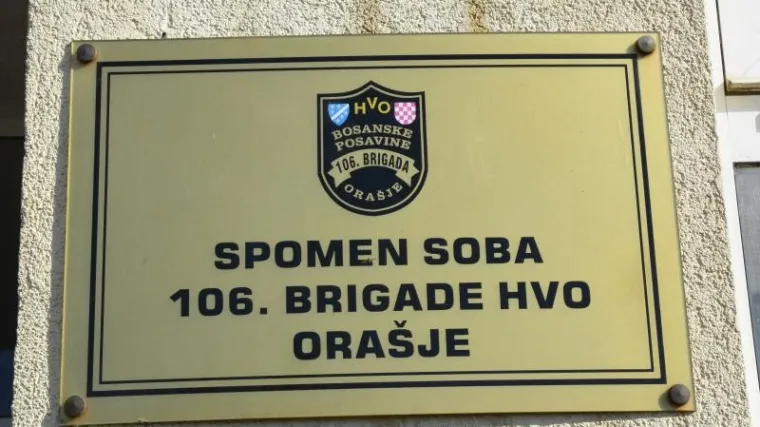 HVO
BOSANSKE
POSAVINE
106. BRIGADA
ORAŠJE
SPOMEN SOBA
106. BRIGADE HVO
ORAŠJE